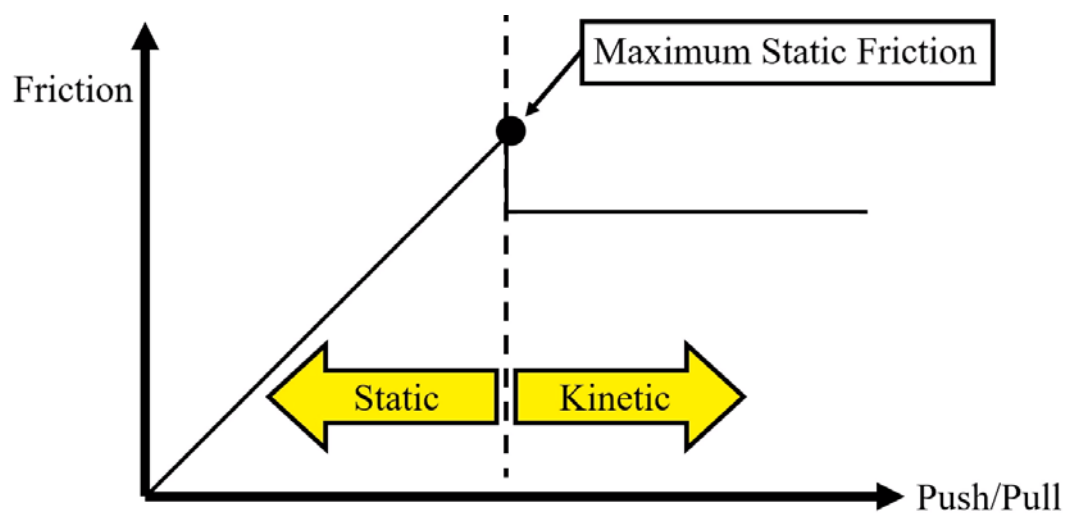 Maximum Static Friction
Friction
Static
Kinetic
Push/Pull